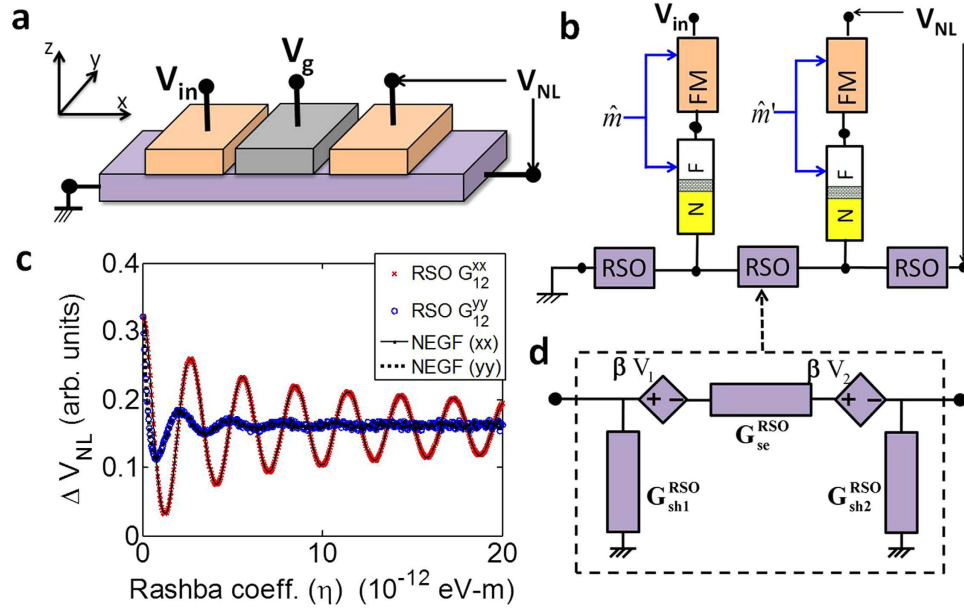 a
z
y
x
V_in
V_g
V_NL
b
V_in
V_NL
FM
FM
m̂
m̂'
F
F
N
N
RSO
RSO
RSO
c
0.4
0.3
0.2
0.1
0
Δ V_NL (arb. units)
× RSO G_12^xx
o RSO G_12^yy
NEGF (xx)
NEGF (yy)
0
10
20
Rashba coeff. (η) (10^-12 eV-m)
d
β V_1
β V_2
+ −
+ −
G_se^RSO
G_sh1^RSO
G_sh2^RSO